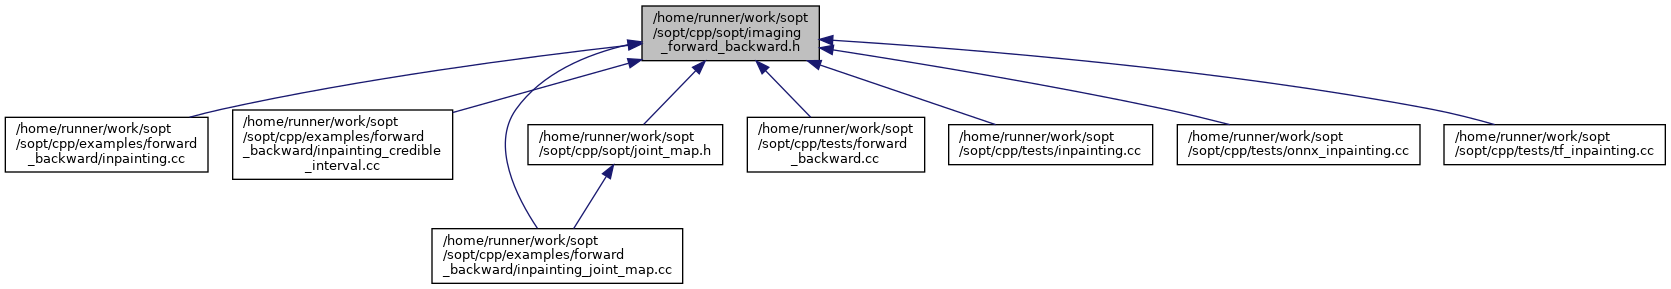 /home/runner/work/sopt
/sopt/cpp/sopt/imaging
_forward_backward.h
/home/runner/work/sopt
/sopt/cpp/examples/forward
_backward/inpainting.cc
/home/runner/work/sopt
/sopt/cpp/examples/forward
_backward/inpainting_credible
_interval.cc
/home/runner/work/sopt
/sopt/cpp/sopt/joint_map.h
/home/runner/work/sopt
/sopt/cpp/tests/forward
_backward.cc
/home/runner/work/sopt
/sopt/cpp/tests/inpainting.cc
/home/runner/work/sopt
/sopt/cpp/tests/onnx_inpainting.cc
/home/runner/work/sopt
/sopt/cpp/tests/tf_inpainting.cc
/home/runner/work/sopt
/sopt/cpp/examples/forward
_backward/inpainting_joint_map.cc